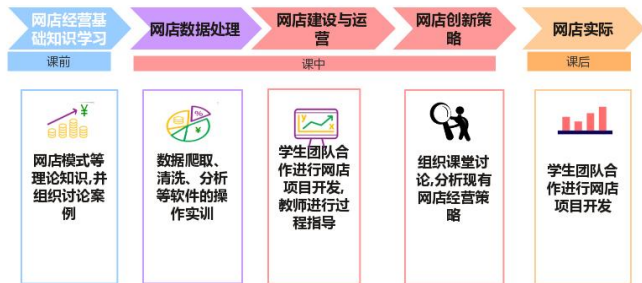 网店经营基
础知识学习
网店数据处理
网店建设与运
营
网店创新策
略
网店实际
课前
课中
课后
网店模式等
理论知识,并
组织讨论案
例
数据爬取、
清洗、分析
等软件的操
作实训
学生团队合
作进行网店
项目开发,
教师进行过
程指导
组织课堂讨
论,分析现有
网店经营策
略
学生团队合
作进行网店
项目开发